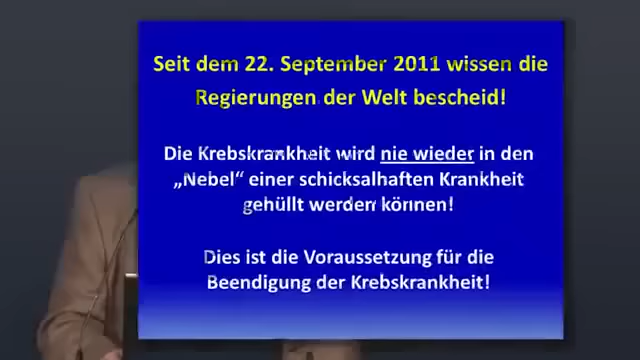 Seit dem 22. September 2011 wissen die
Regierungen der Welt bescheid!
Die Krebskrankheit wird nie wieder in den
„Nebel“ einer schicksalhaften Krankheit
gehüllt werden können!
Dies ist die Voraussetzung für die
Beendigung der Krebskrankheit!